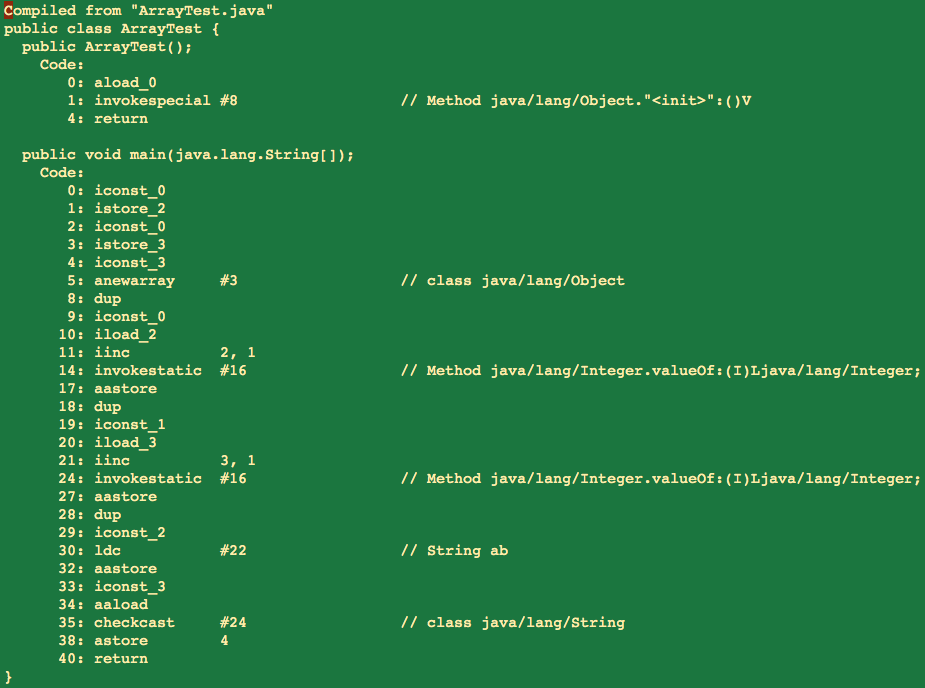 Compiled from "ArrayTest.java"
public class ArrayTest {
  public ArrayTest();
    Code:
       0: aload_0
       1: invokespecial #8                  // Method java/lang/Object."<init>":()V
       4: return

  public void main(java.lang.String[]);
    Code:
       0: iconst_0
       1: istore_2
       2: iconst_0
       3: istore_3
       4: iconst_3
       5: anewarray     #3                  // class java/lang/Object
       8: dup
       9: iconst_0
      10: iload_2
      11: iinc          2, 1
      14: invokestatic  #16                 // Method java/lang/Integer.valueOf:(I)Ljava/lang/Integer;
      17: aastore
      18: dup
      19: iconst_1
      20: iload_3
      21: iinc          3, 1
      24: invokestatic  #16                 // Method java/lang/Integer.valueOf:(I)Ljava/lang/Integer;
      27: aastore
      28: dup
      29: iconst_2
      30: ldc           #22                 // String ab
      32: aastore
      33: iconst_3
      34: aaload
      35: checkcast     #24                 // class java/lang/String
      38: astore        4
      40: return
}